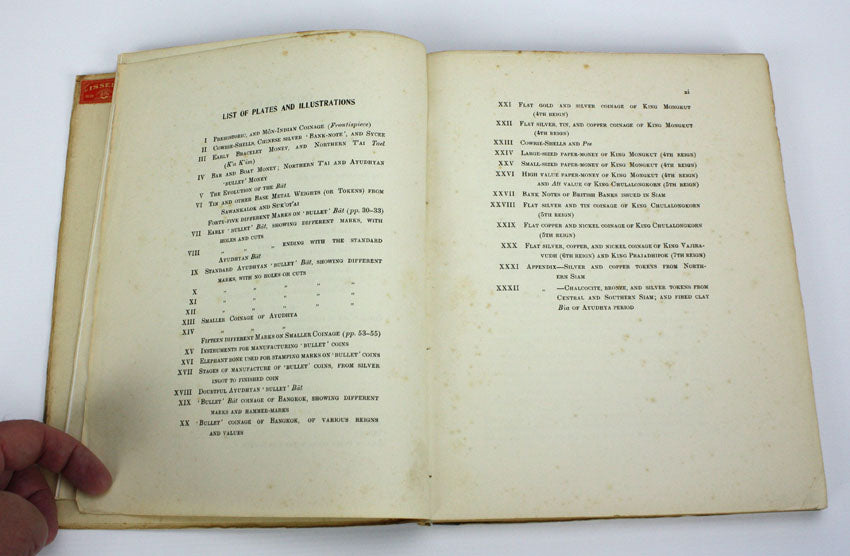 LIST OF PLATES AND ILLUSTRATIONS
I Prehistoric, and Mōn-Indian Coinage (Frontispiece)
II Cowrie-Shells, Chinese silver 'Bank-note', and Sycee
III Early Bracelet Money, and Northern T'ai Tool
(K'a K'im)
IV Bar and Boat Money; Northern T'ai and Ayudhyan
'Bullet' Money
V The Evolution of the Bāt
VI Tin and other Base Metal Weights (or Tokens) from
Sawankalok and Suk'ot'ai
Forty-five Different Marks on 'Bullet' Bāt (pp. 30–33)
VII Early 'Bullet' Bāt, showing different marks, with
holes and cuts
VIII " " " ending with the standard
Ayudhyan Bāt
IX Standard Ayudhyan 'Bullet' Bāt, showing different
marks, with no holes or cuts
X " " " " "
XI " " " " "
XII " " " " "
XIII Smaller Coinage of Ayudhya
XIV " " "
Fifteen Different Marks on Smaller Coinage (pp. 53–55)
XV Instruments for manufacturing 'bullet' coins
XVI Elephant bone used for stamping marks on 'bullet' coins
XVII Stages of manufacture of 'bullet' coins, from silver
ingot to finished coin
XVIII Doubtful Ayudhyan 'bullet' Bāt
XIX 'Bullet' Bāt coinage of Bangkok, showing different
marks and hammer-marks
XX 'Bullet' coinage of Bangkok, of various reigns
and values
xi
XXI Flat gold and silver coinage of King Mongkut
(4th reign)
XXII Flat silver, tin, and copper coinage of King Mongkut
(4th reign)
XXIII Cowrie-Shells and Poe
XXIV Large-sized paper-money of King Mongkut (4th reign)
XXV Small-sized paper-money of King Mongkut (4th reign)
XXVI High value paper-money of King Mongkut (4th reign)
and Att value of King Chulalongkorn (5th reign)
XXVII Bank Notes of British Banks issued in Siam
XXVIII Flat silver and tin coinage of King Chulalongkorn
(5th reign)
XXIX Flat copper and nickel coinage of King Chulalongkorn
(5th reign)
XXX Flat silver, copper, and nickel coinage of King Vajira-
vudh (6th reign) and King Prajadhipok (7th reign)
XXXI Appendix—Silver and copper tokens from North-
ern Siam
XXXII " —Chalcocite, bronze, and silver tokens from
Central and Southern Siam; and fired clay
Bia of Ayudhya period